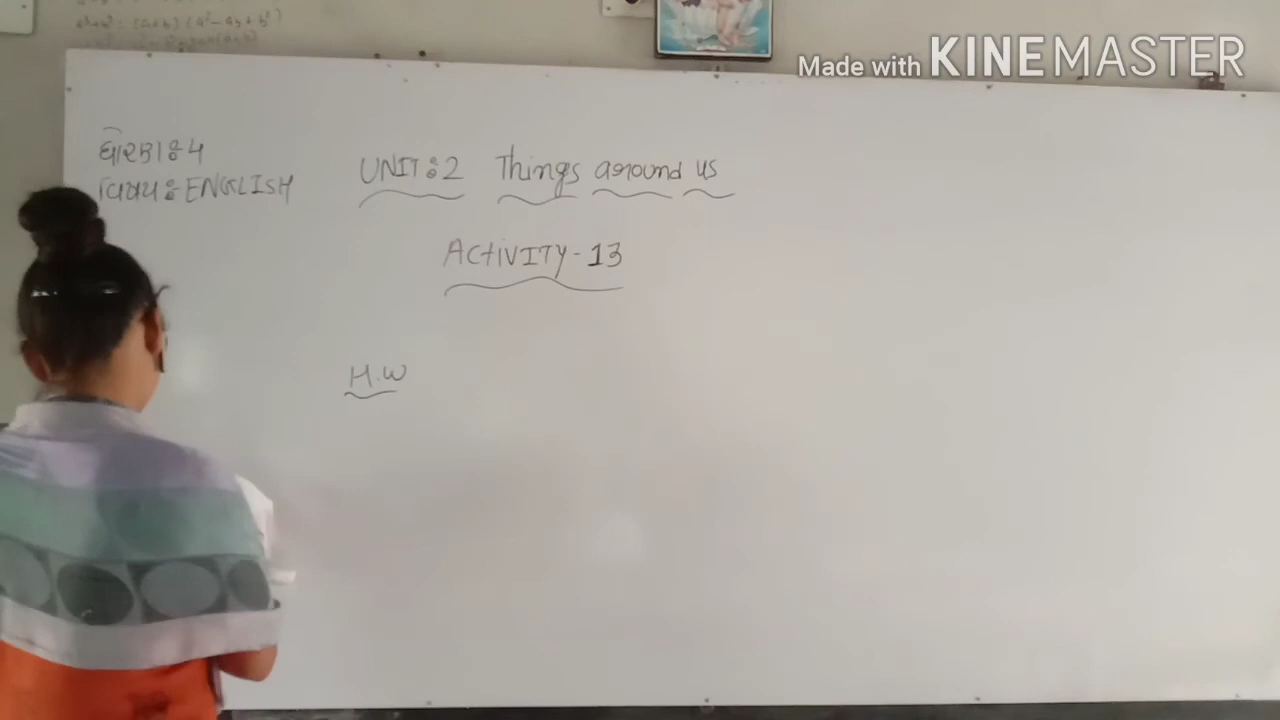 Made with KINEMASTER
ધોરણ : 4
વિષય : ENGLISH
UNIT : 2 Things around us
ACtiVITY - 13
H.W